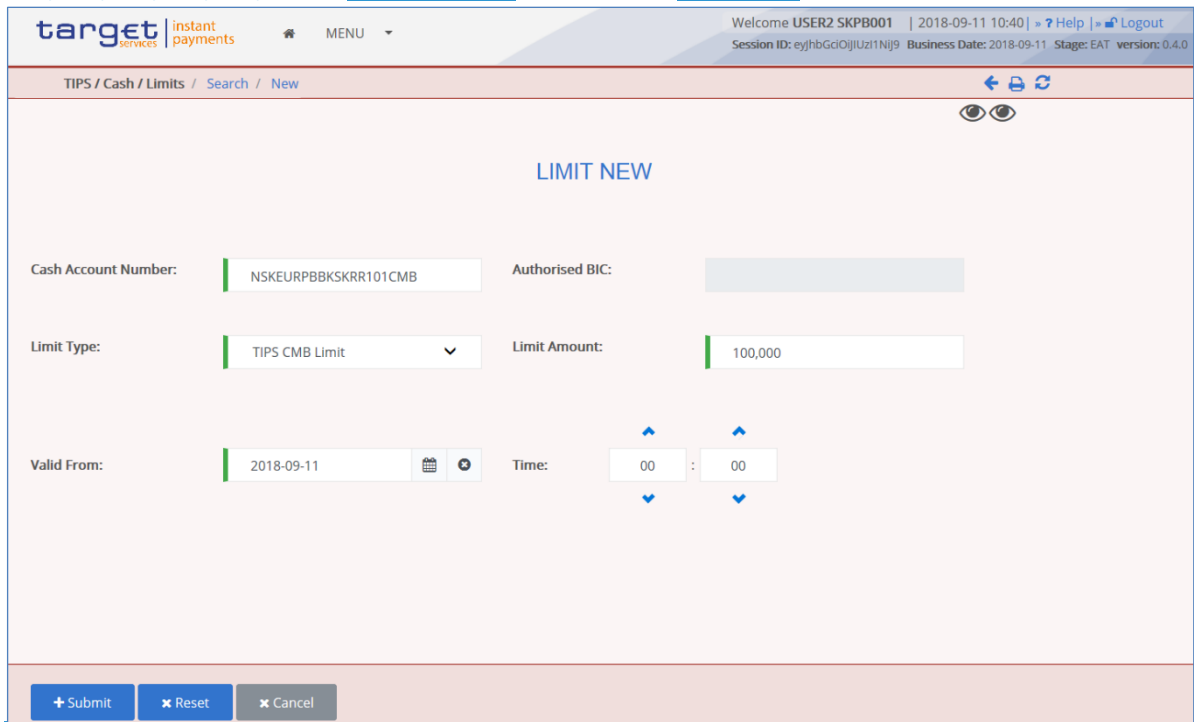 target services instant payments
MENU
Welcome USER2 SKPB001 | 2018-09-11 10:40 | » ? Help | » Logout
Session ID: eyJhbGciOiJIUzI1NiJ9 Business Date: 2018-09-11 Stage: EAT version: 0.4.0
TIPS / Cash / Limits / Search / New
LIMIT NEW
Cash Account Number: NSKEURPBBKSKRR101CMB Authorised BIC:
Limit Type: TIPS CMB Limit Limit Amount: 100,000
Valid From: 2018-09-11 Time: 00 : 00
Submit Reset Cancel